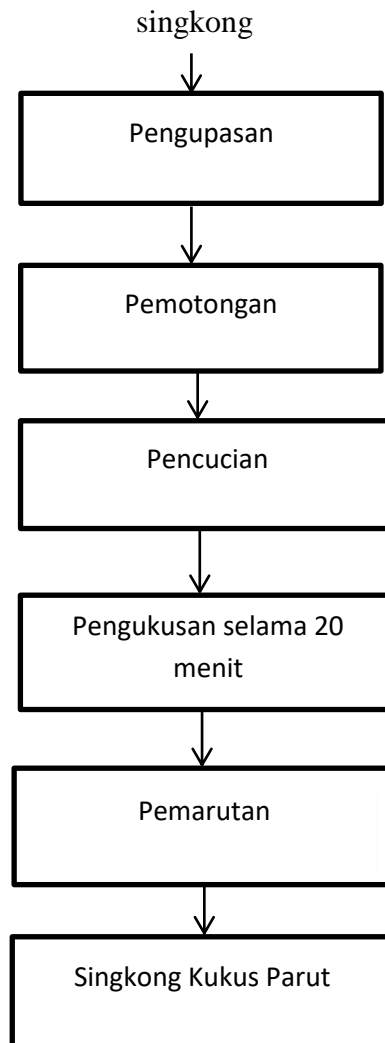 singkong
Pengupasan
Pemotongan
Pencucian
Pengukusan selama 20
menit
Pemarutan
Singkong Kukus Parut